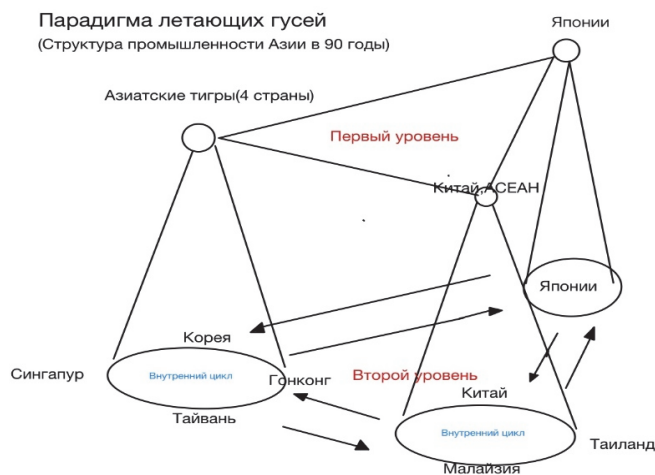 Парадигма летающих гусей
(Структура промышленности Азии в 90 годы)
Японии
Азиатские тигры(4 страны)
Первый уровень
Китай,АСЕАН
Японии
Корея
Сингапур
Внутренний цикл
Гонконг
Второй уровень
Тайвань
Китай
Внутренний цикл
Таиланд
Малайзия